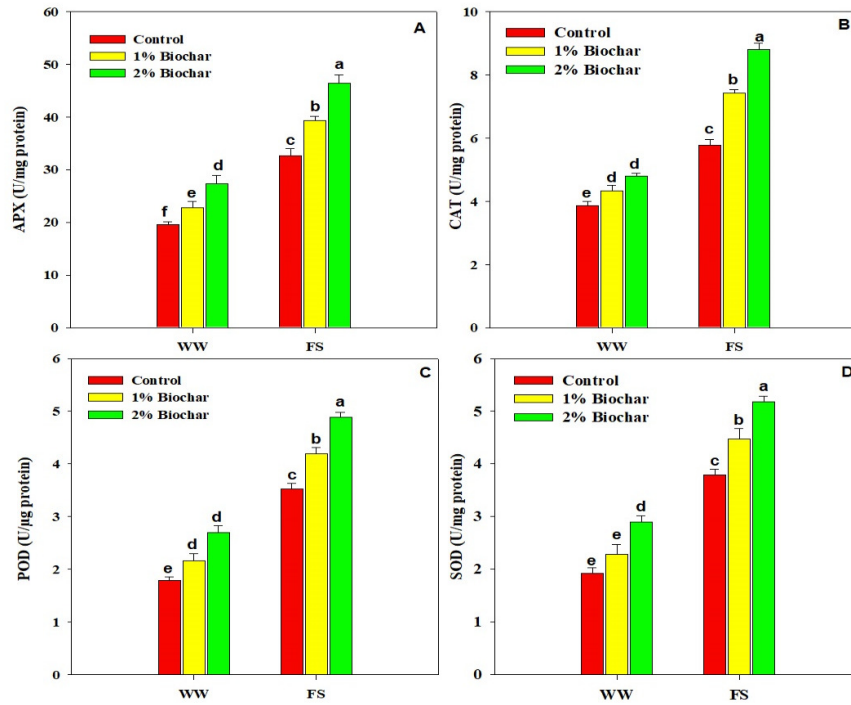 A
Control
1% Biochar
2% Biochar
60
50
40
30
20
10
0
APX (U/mg protein)
f e d
c b a
WW FS
B
Control
1% Biochar
2% Biochar
10
8
6
4
2
0
CAT (U/mg protein)
e d d
c b a
WW FS
C
Control
1% Biochar
2% Biochar
6
5
4
3
2
1
0
POD (U/µg protein)
e d d
c b a
WW FS
D
Control
1% Biochar
2% Biochar
6
5
4
3
2
1
0
SOD (U/mg protein)
e e d
c b a
WW FS